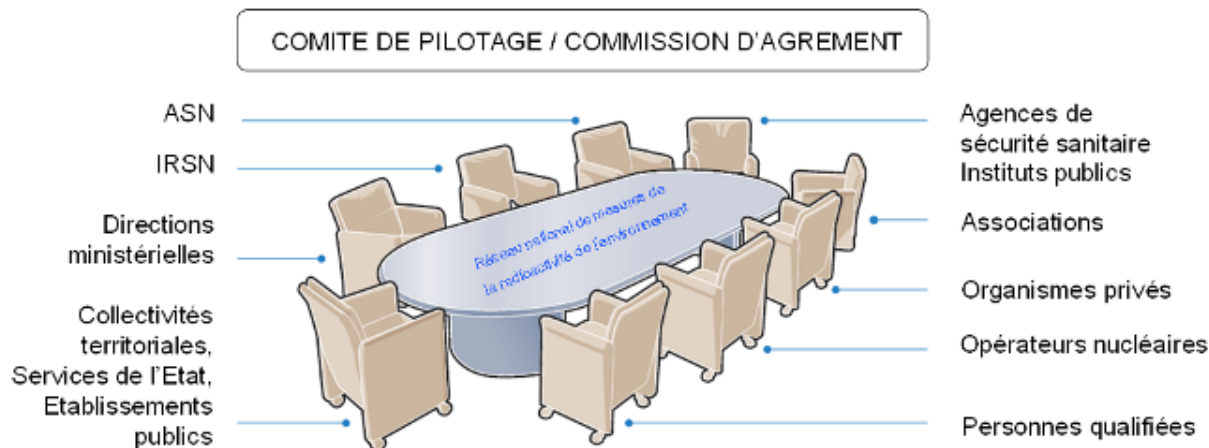 COMITE DE PILOTAGE / COMMISSION D'AGREMENT
ASN
IRSN
Directions
ministérielles
Collectivités
territoriales,
Services de l'Etat,
Etablissements
publics
Réseau national de mesures de
la radioactivité de l'environnement
Agences de
sécurité sanitaire
Instituts publics
Associations
Organismes privés
Opérateurs nucléaires
Personnes qualifiées